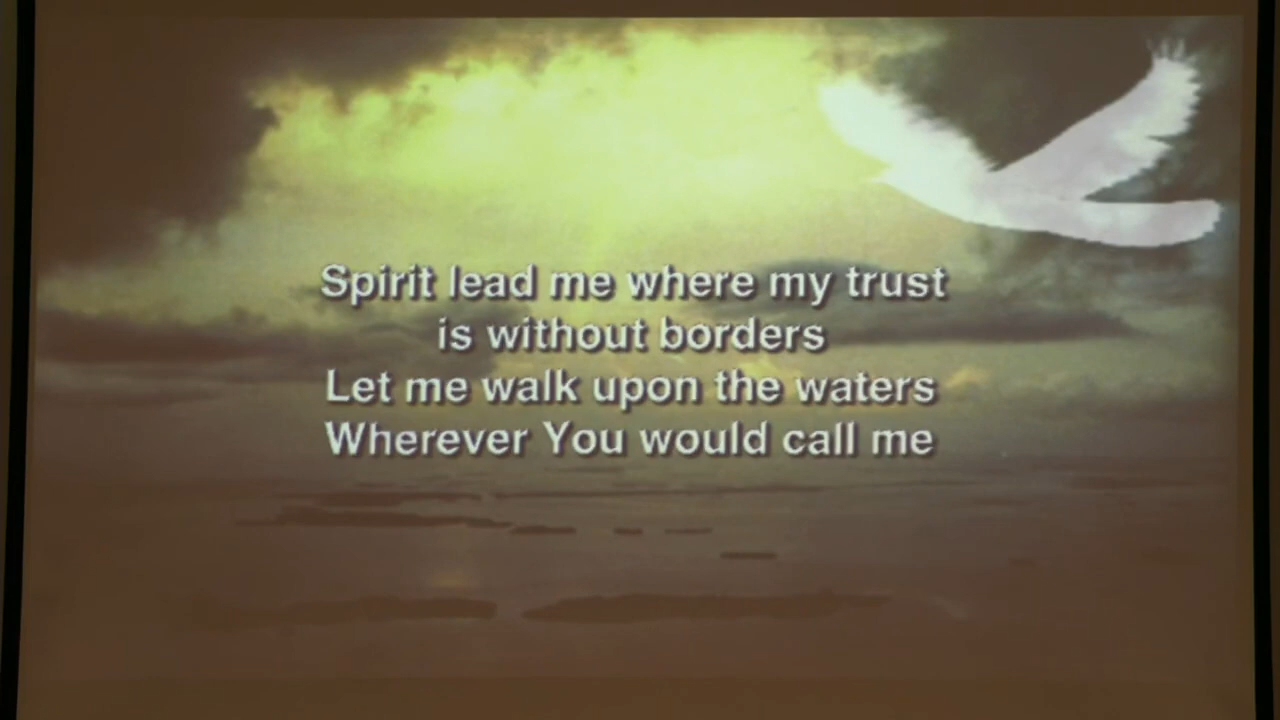 Spirit lead me where my trust
is without borders
Let me walk upon the waters
Wherever You would call me